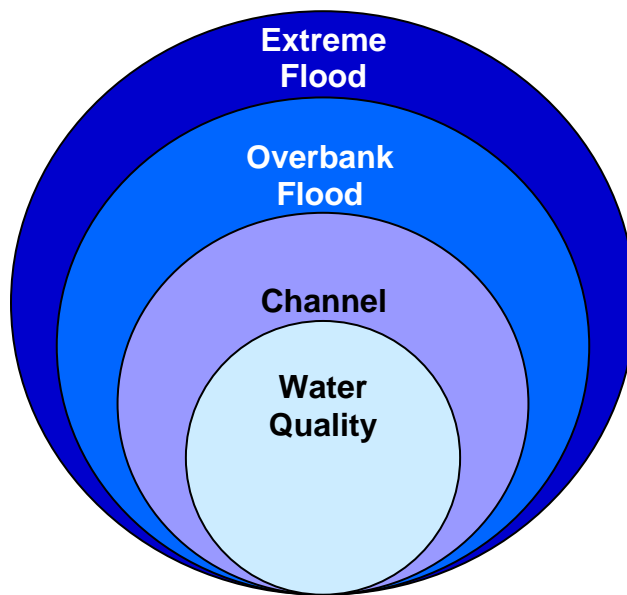 Extreme
Flood
Overbank
Flood
Channel
Water
Quality